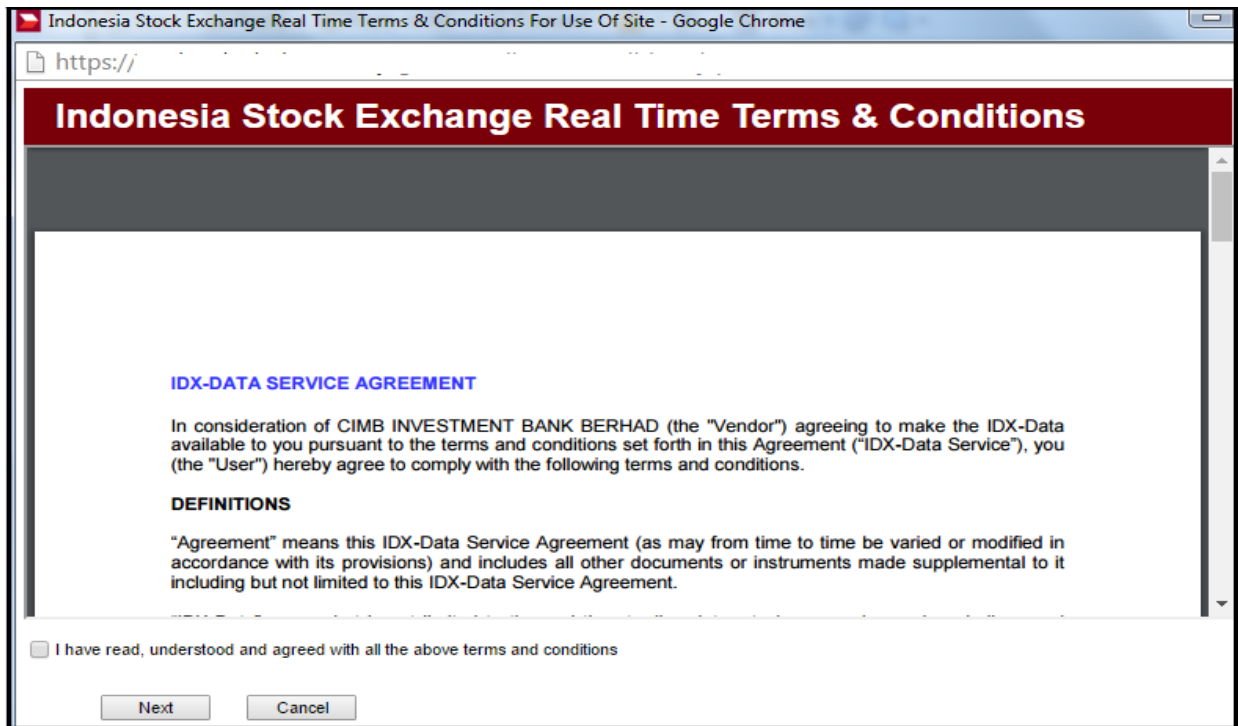 Indonesia Stock Exchange Real Time Terms & Conditions For Use Of Site - Google Chrome
https://
Indonesia Stock Exchange Real Time Terms & Conditions
IDX-DATA SERVICE AGREEMENT
In consideration of CIMB INVESTMENT BANK BERHAD (the "Vendor") agreeing to make the IDX-Data
available to you pursuant to the terms and conditions set forth in this Agreement (“IDX-Data Service”), you
(the "User") hereby agree to comply with the following terms and conditions.
DEFINITIONS
“Agreement” means this IDX-Data Service Agreement (as may from time to time be varied or modified in
accordance with its provisions) and includes all other documents or instruments made supplemental to it
including but not limited to this IDX-Data Service Agreement.
I have read, understood and agreed with all the above terms and conditions
Next Cancel